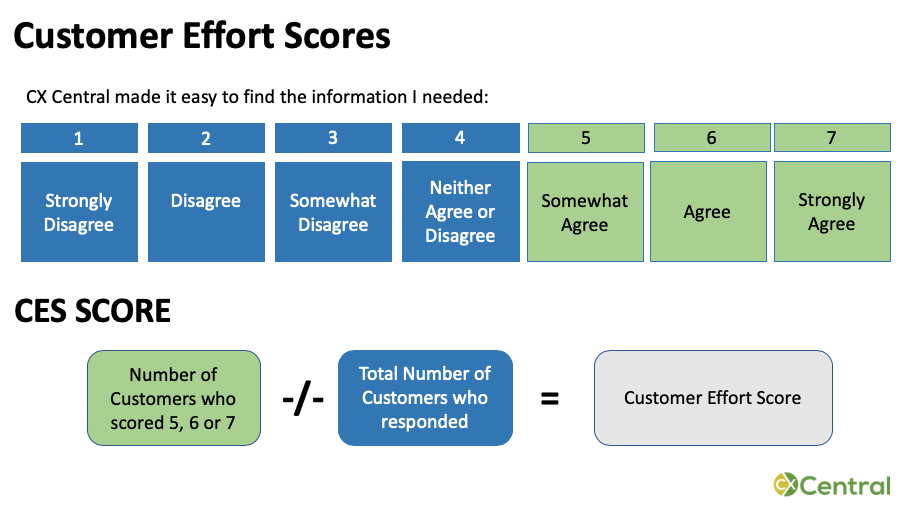 Customer Effort Scores
CX Central made it easy to find the information I needed:
1 2 3 4 5 6 7
Strongly
Disagree
Disagree
Somewhat
Disagree
Neither
Agree or
Disagree
Somewhat
Agree
Agree
Strongly
Agree
CES SCORE
Number of
Customers who
scored 5, 6 or 7
-/-
Total Number of
Customers who
responded
=
Customer Effort Score
CXCentral